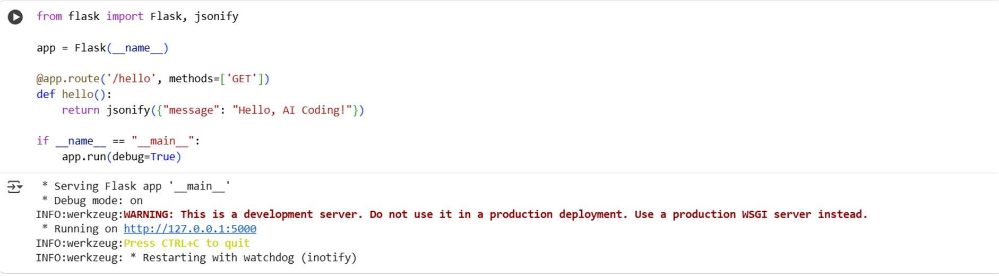 from flask import Flask, jsonify
app = Flask(__name__)
@app.route('/hello', methods=['GET'])
def hello():
    return jsonify({"message": "Hello, AI Coding!"})
if __name__ == "__main__":
    app.run(debug=True)
 * Serving Flask app '__main__'
 * Debug mode: on
INFO:werkzeug:WARNING: This is a development server. Do not use it in a production deployment. Use a production WSGI server instead.
 * Running on http://127.0.0.1:5000
INFO:werkzeug:Press CTRL+C to quit
INFO:werkzeug: * Restarting with watchdog (inotify)